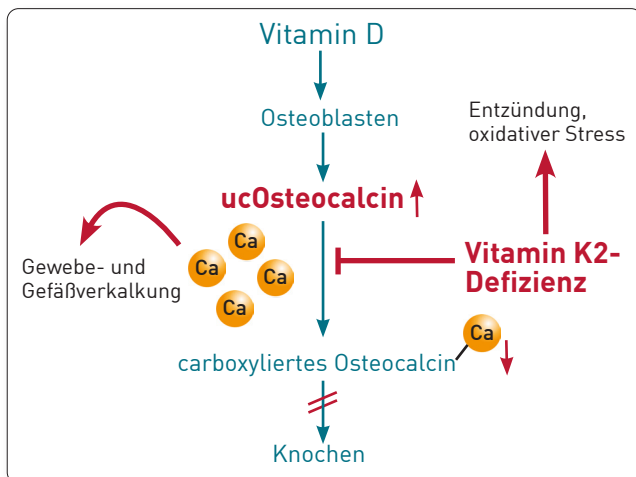 Vitamin D
Osteoblasten
Entzündung,
oxidativer Stress
ucOsteocalcin
Ca
Ca
Ca
Ca
Gewebe- und
Gefäßverkalkung
Vitamin K2-
Defizienz
Ca
carboxyliertes Osteocalcin
Knochen